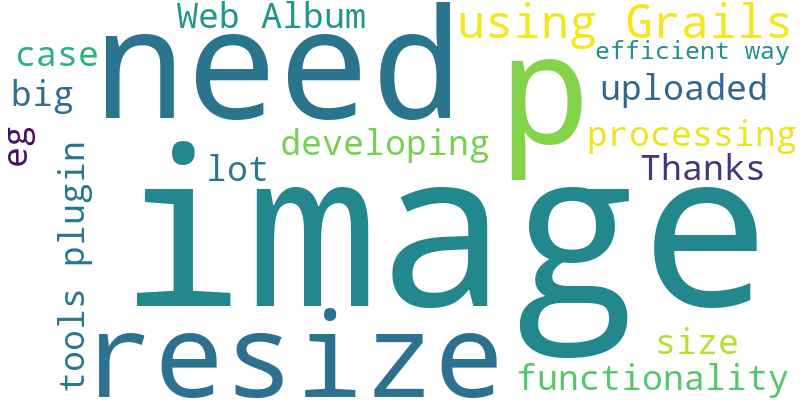 Web Album
using Grails
need
p
case
efficient way
big
uploaded
eg
developing
processing
lot
Thanks
image
tools plugin
resize
size
functionality